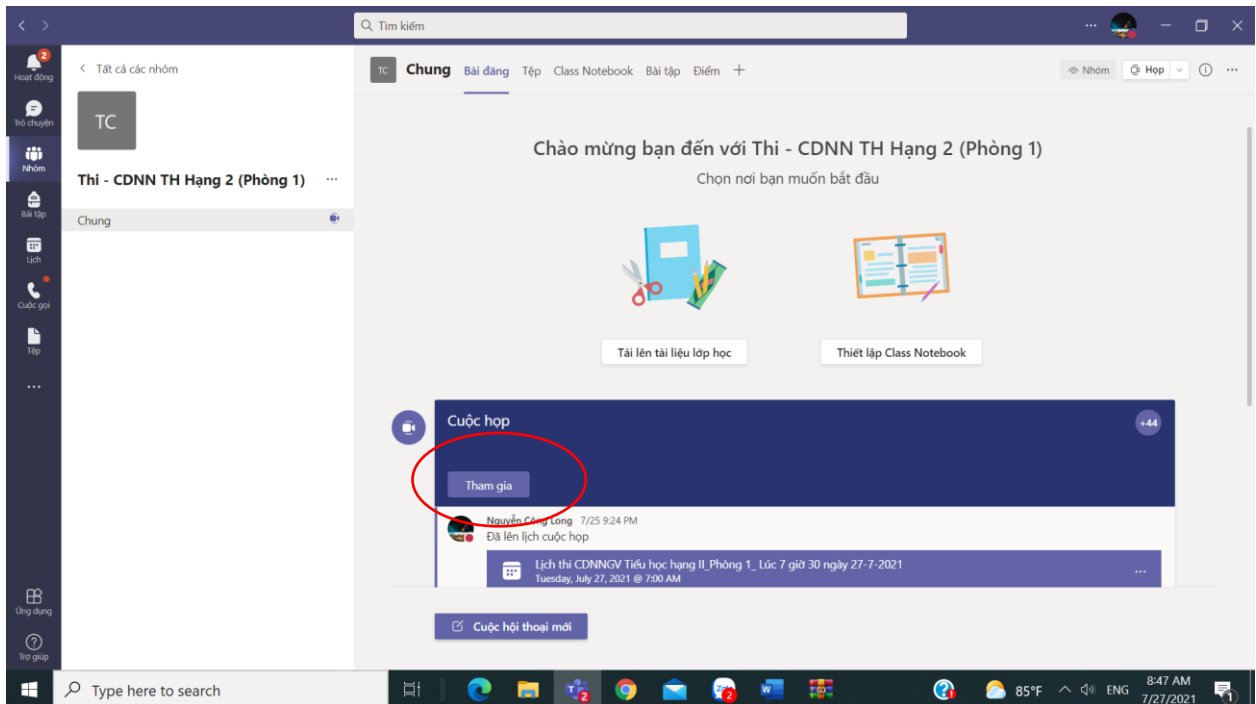 Tìm kiếm
2
Hoạt động
Trò chuyện
Nhóm
Bài tập
Lịch
Cuộc gọi
Tệp
Ứng dụng
Trợ giúp
Tất cả các nhóm
TC
Thi - CDNN TH Hạng 2 (Phòng 1)
Chung
TC Chung Bài đăng Tệp Class Notebook Bài tập Điểm
Nhóm Họp
Chào mừng bạn đến với Thi - CDNN TH Hạng 2 (Phòng 1)
Chọn nơi bạn muốn bắt đầu
Tải lên tài liệu lớp học
Thiết lập Class Notebook
Cuộc họp
+44
Tham gia
Nguyễn Công Long 7/25 9:24 PM
Đã lên lịch cuộc họp
Lịch thi CDNNGV Tiểu học hạng II_Phòng 1_ Lúc 7 giờ 30 ngày 27-7-2021
Tuesday, July 27, 2021 @ 7:00 AM
Cuộc hội thoại mới
Type here to search
2
Zalo
2
85°F
ENG
8:47 AM
7/27/2021
1